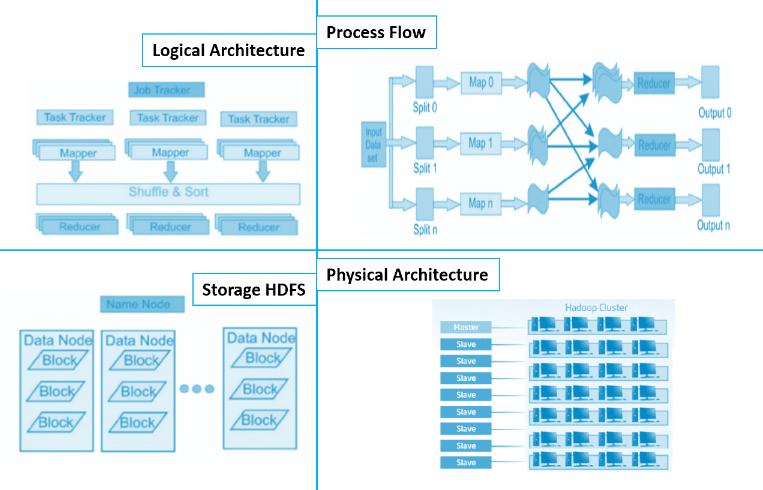 Logical Architecture
Job Tracker
Task Tracker Task Tracker Task Tracker
Mapper Mapper Mapper
Shuffle & Sort
Reducer Reducer Reducer
Process Flow
Input Data set
Split 0 Map 0 Reducer Output 0
Split 1 Map 1 Reducer Output 1
Split n Map n Reducer Output n
Storage HDFS
Name Node
Data Node Data Node Data Node
Block Block Block
Block Block Block
Block Block Block
Physical Architecture
Hadoop Cluster
Master
Slave
Slave
Slave
Slave
Slave
Slave
Slave
Slave